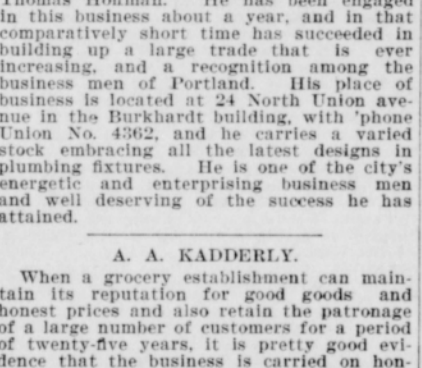 Thomas Holman. He has been engaged
in this business about a year, and in that
comparatively short time has succeeded in
building up a large trade that is ever
increasing, and a recognition among the
business men of Portland. His place of
business is located at 24 North Union ave-
nue in the Burkhardt building, with 'phone
Union No. 4362, and he carries a varied
stock embracing all the latest designs in
plumbing fixtures. He is one of the city's
energetic and enterprising business men
and well deserving of the success he has
attained.
A. A. KADDERLY.
When a grocery establishment can main-
tain its reputation for good goods and
honest prices and also retain the patronage
of a large number of customers for a period
of twenty-five years, it is pretty good evi-
dence that the business is carried on hon-